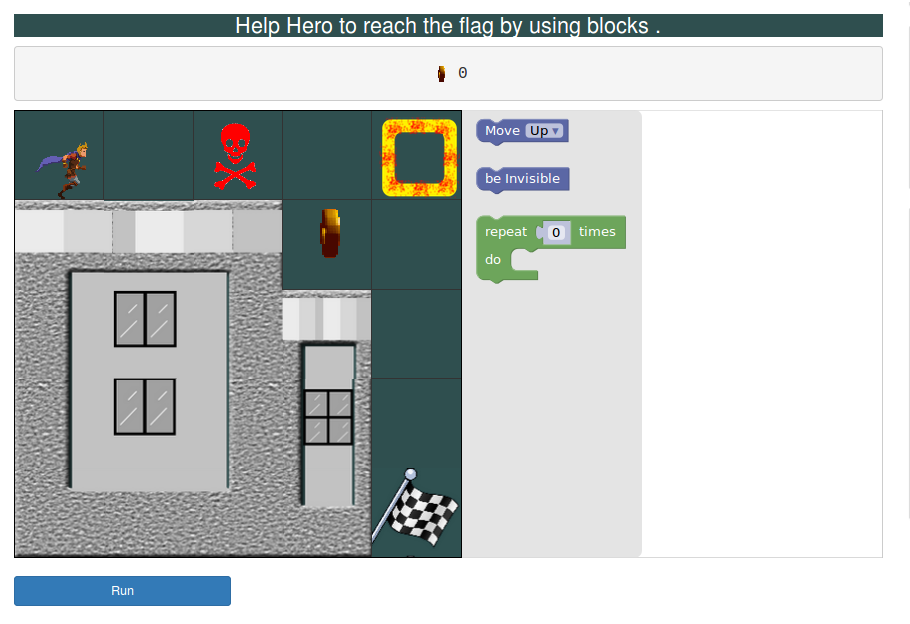 Help Hero to reach the flag by using blocks .
0
Move Up ▾
be Invisible
repeat 0 times
do
Run